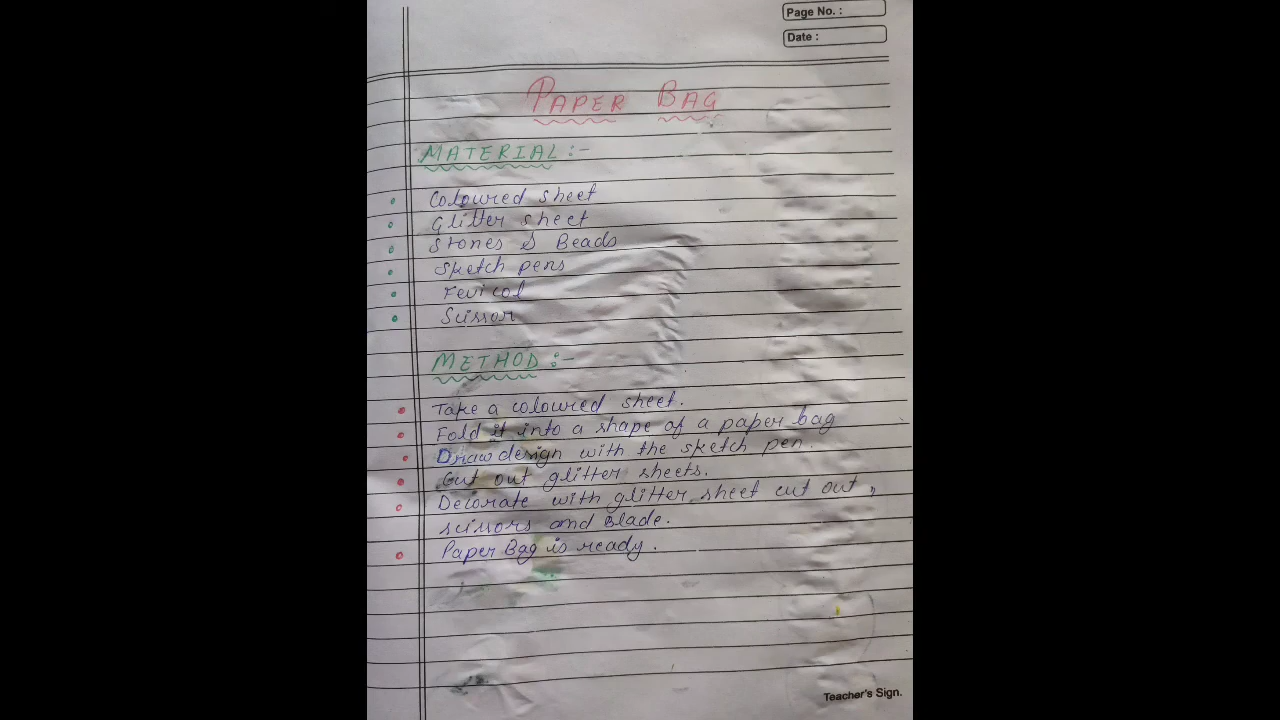 Page No. :
Date :
PAPER BAG
MATERIAL :-
Coloured sheet
Glitter sheet
Stones & Beads
Sketch pens
Fevicol
Scissor
METHOD :-
Take a coloured sheet.
Fold it into a shape of a paper bag
Draw design with the sketch pen.
Cut out glitter sheets.
Decorate with glitter sheet cut out,
scissors and Blade.
Paper Bag is ready.
Teacher's Sign.